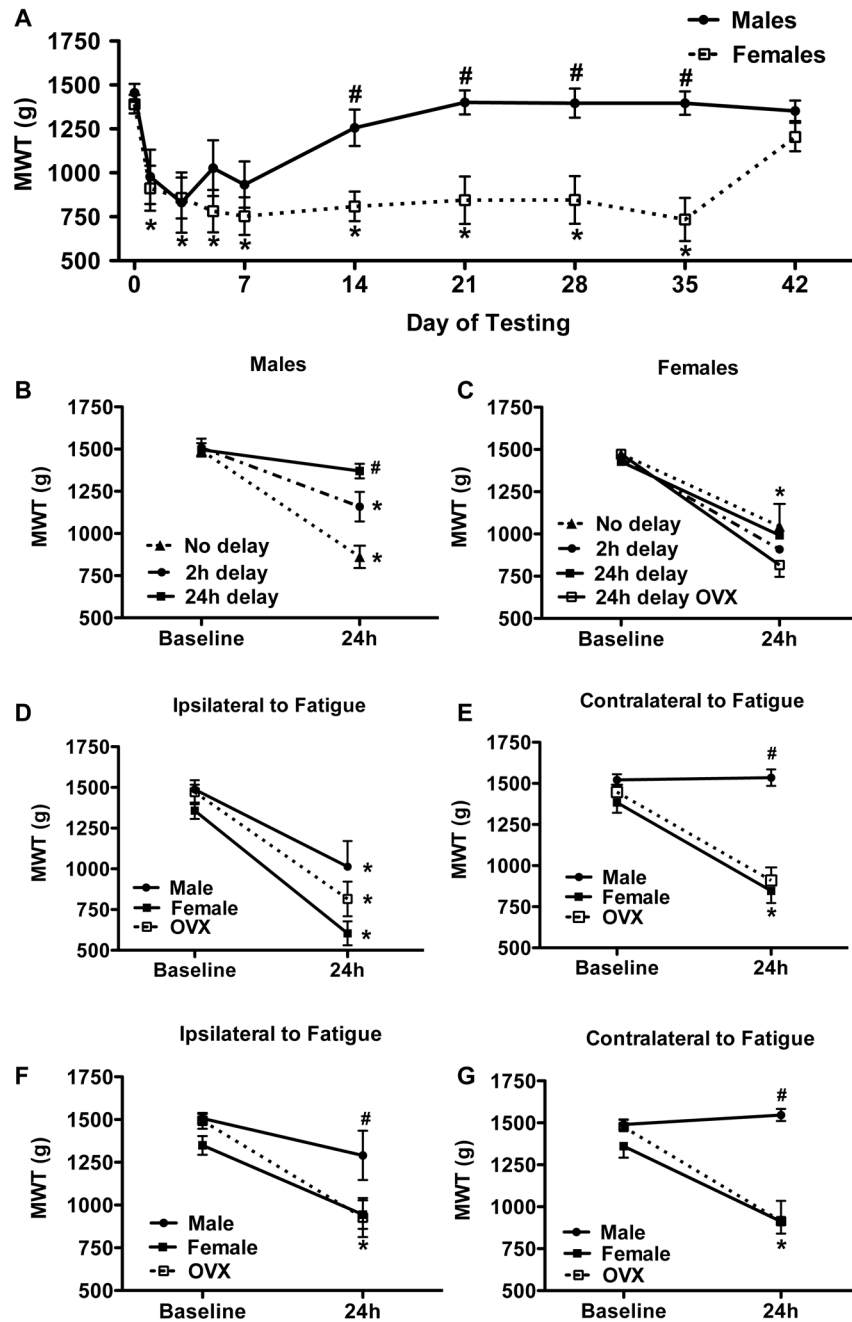 A
Males
Females
#
#
#
#
MWT (g)
1750
1500
1250
1000
750
500
*
*
*
*
*
*
*
*
0
7
14
21
28
35
42
Day of Testing
Males
B
MWT (g)
1750
1500
1250
1000
750
500
#
*
*
No delay
2h delay
24h delay
Baseline
24h
Females
C
MWT (g)
1750
1500
1250
1000
750
500
*
No delay
2h delay
24h delay
24h delay OVX
Baseline
24h
Ipsilateral to Fatigue
D
MWT (g)
1750
1500
1250
1000
750
500
*
*
*
Male
Female
OVX
Baseline
24h
Contralateral to Fatigue
E
MWT (g)
1750
1500
1250
1000
750
500
#
*
Male
Female
OVX
Baseline
24h
Ipsilateral to Fatigue
F
MWT (g)
1750
1500
1250
1000
750
500
#
*
Male
Female
OVX
Baseline
24h
Contralateral to Fatigue
G
MWT (g)
1750
1500
1250
1000
750
500
#
*
Male
Female
OVX
Baseline
24h